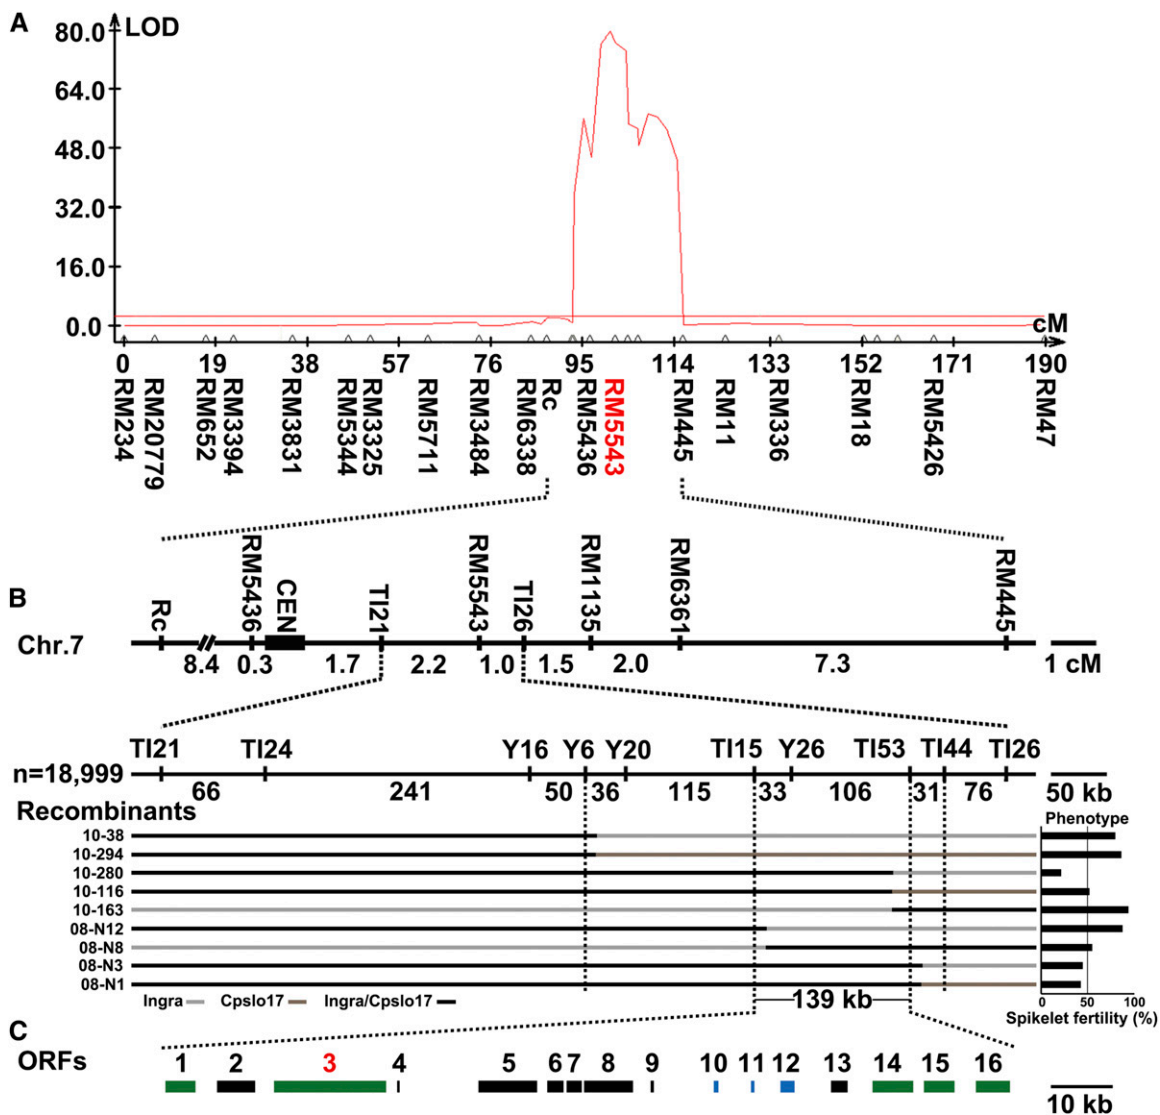 A
LOD
80.0
64.0
48.0
32.0
16.0
0.0
cM
0 19 38 57 76 95 114 133 152 171 190
RM234 RM20779 RM652 RM3394 RM3831 RM5344 RM3325 RM5711 RM3484 RM6338 Rc RM5436 RM5543 RM445 RM11 RM336 RM18 RM5426 RM47
B
Rc RM5436 CEN TI21 RM5543 TI26 RM1135 RM6361 RM445
Chr.7
8.4 0.3 1.7 2.2 1.0 1.5 2.0 7.3 1 cM
TI21 TI24 Y16 Y6 Y20 TI15 Y26 TI53 TI44 TI26
n=18,999
66 241 50 36 115 33 106 31 76 50 kb
Recombinants Phenotype
10-38
10-294
10-280
10-116
10-163
08-N12
08-N8
08-N3
08-N1
Ingra Cpslo17 Ingra/Cpslo17 139 kb 0 50 100
Spikelet fertility (%)
C
ORFs 1 2 3 4 5 6 7 8 9 10 11 12 13 14 15 16
10 kb